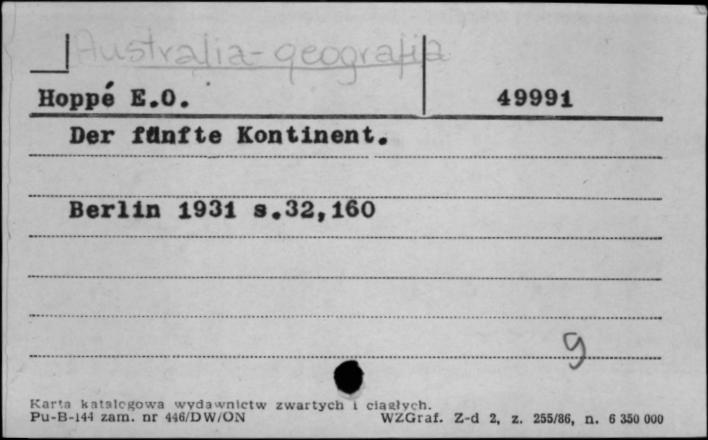 Australia-geografia
Hoppé E.O. 49991
Der fünfte Kontinent.
Berlin 1931 s.32,160
g
Karta katalogowa wydawnictw zwartych i ciągłych.
Pu-B-144 zam. nr 446/DW/ON WZGraf. Z-d 2, z. 255/86, n. 6 350 000